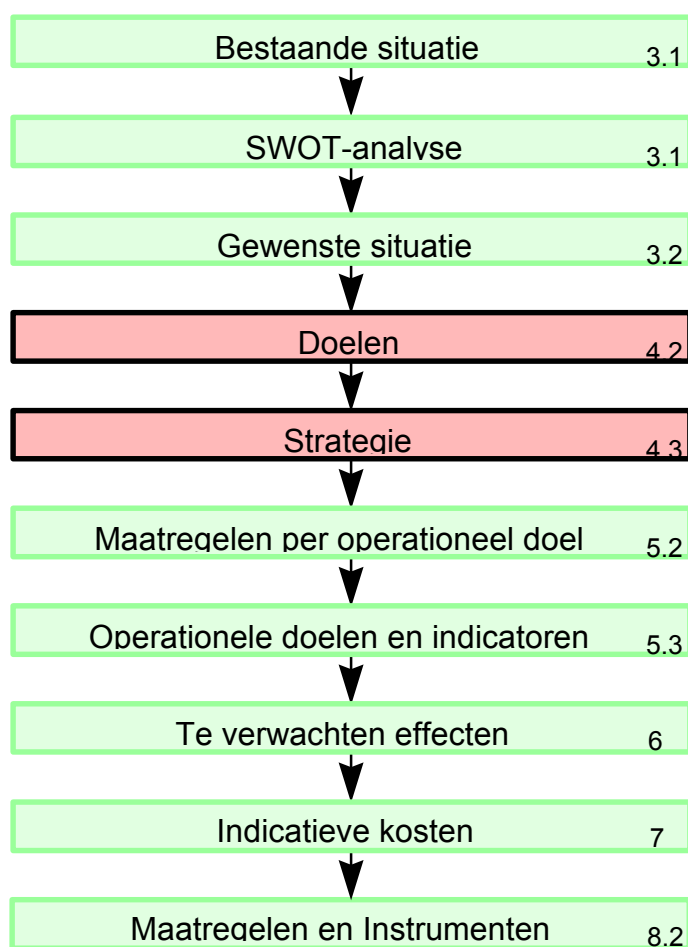 Bestaande situatie 3.1
SWOT-analyse 3.1
Gewenste situatie 3.2
Doelen 4.2
Strategie 4.3
Maatregelen per operationeel doel 5.2
Operationele doelen en indicatoren 5.3
Te verwachten effecten 6
Indicatieve kosten 7
Maatregelen en Instrumenten 8.2